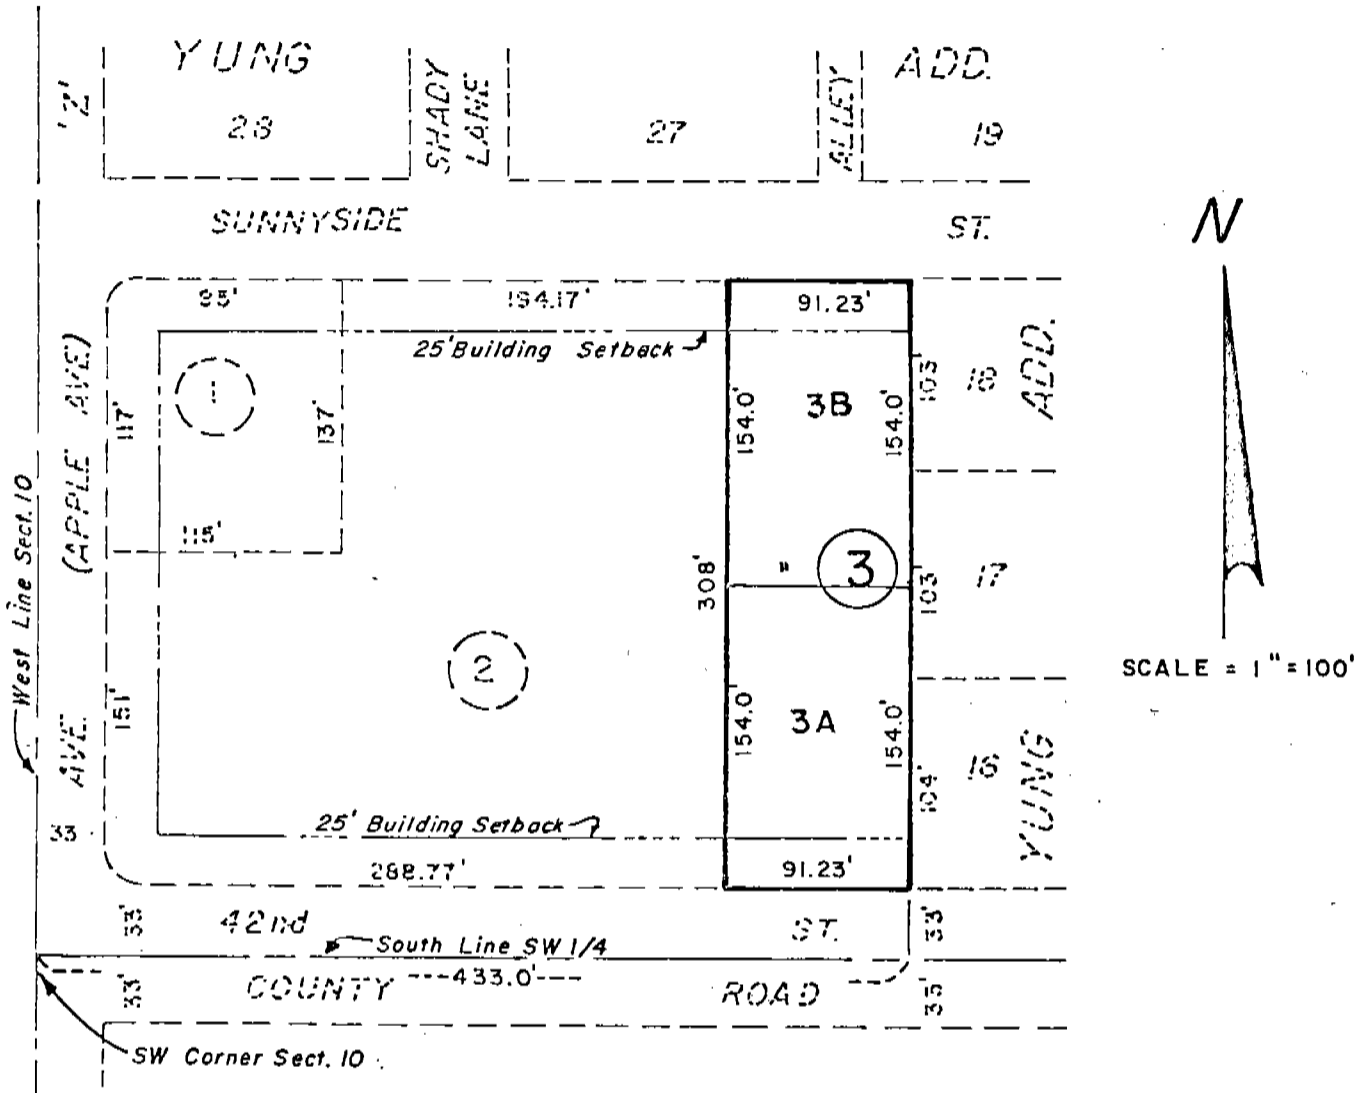 YUNG
ADD.
'Z'
28
SHADY
LANE
27
ALLEY
19
SUNNYSIDE
ST.
N
194.17'
91.23'
25' Building Setback
(APPLE AVE)
117'
1
137'
154.0'
3B
154.0'
103'
18
ADD.
115'
West Line Sect. 10
308'
"
3
103
17
SCALE = 1" = 100'
2
AVE.
151'
154.0'
3A
154.0'
104'
16
YUNG
33
25' Building Setback
288.77'
91.23'
33'
42nd
ST.
33'
South Line SW 1/4
33'
COUNTY
---433.0'---
ROAD
SW Corner Sect. 10